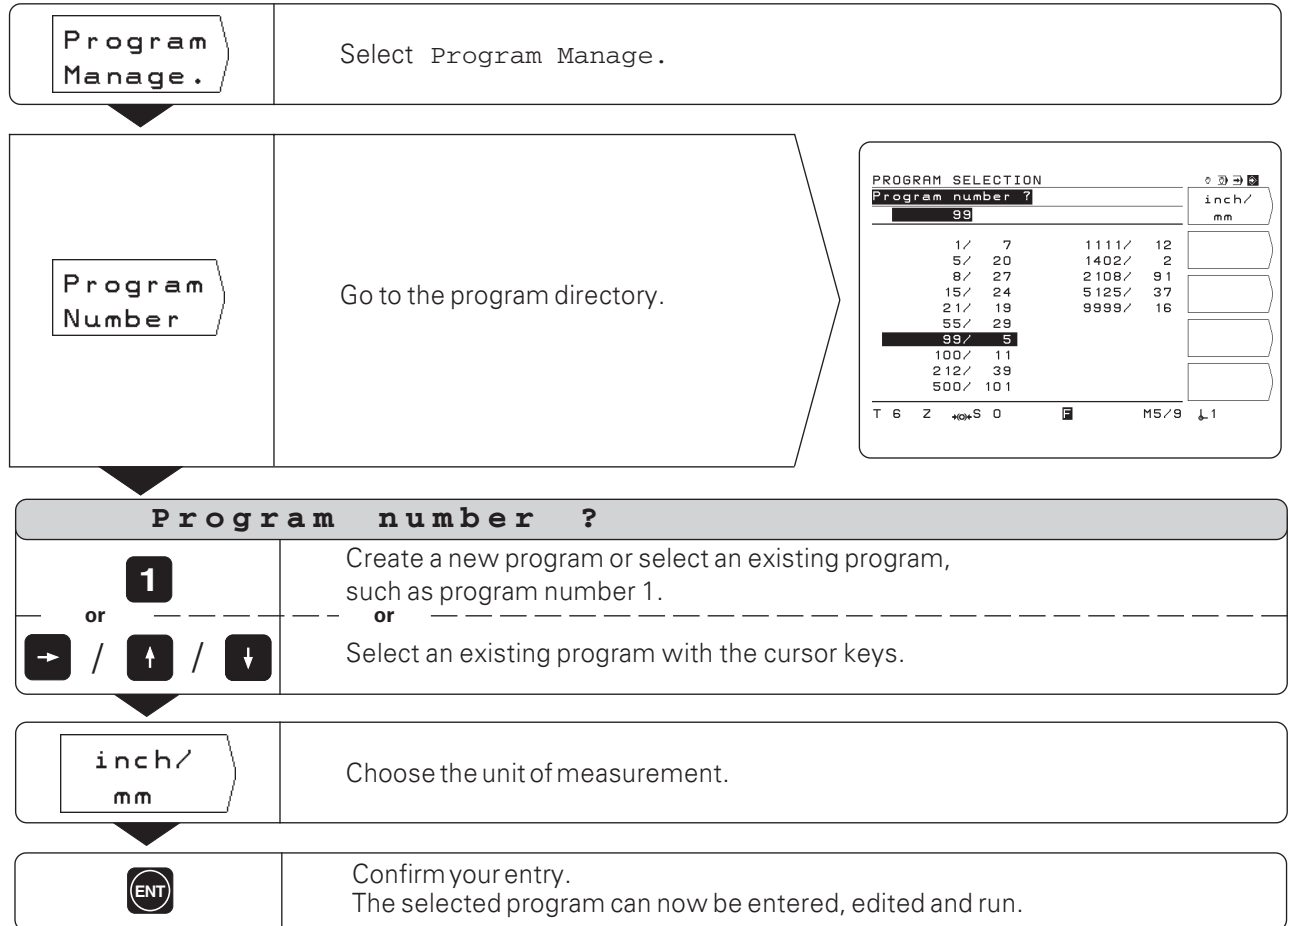 Program
Manage.
Select Program Manage.
Program
Number
Go to the program directory.
PROGRAM SELECTION
Program number ?
99
inch/
mm
1/ 7 1111/ 12
5/ 20 1402/ 2
8/ 27 2108/ 91
15/ 24 5125/ 37
21/ 19 9999/ 16
55/ 29
99/ 5
100/ 11
212/ 39
500/ 101
T 6 Z S 0 F M5/9 1
Program number ?
1
Create a new program or select an existing program,
such as program number 1.
or or
/ /
Select an existing program with the cursor keys.
inch/
mm
Choose the unit of measurement.
ENT
Confirm your entry.
The selected program can now be entered, edited and run.